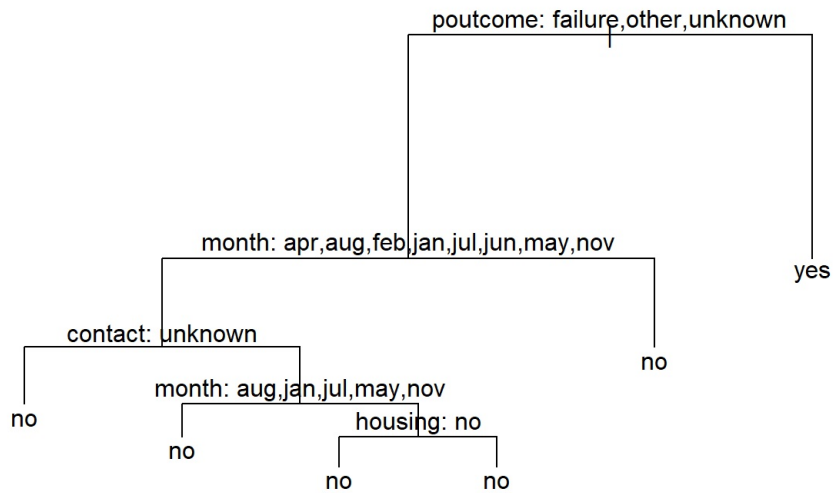 poutcome: failure,other,unknown
month: apr,aug,feb,jan,jul,jun,may,nov
yes
contact: unknown
no
month: aug,jan,jul,may,nov
no
housing: no
no
no
no